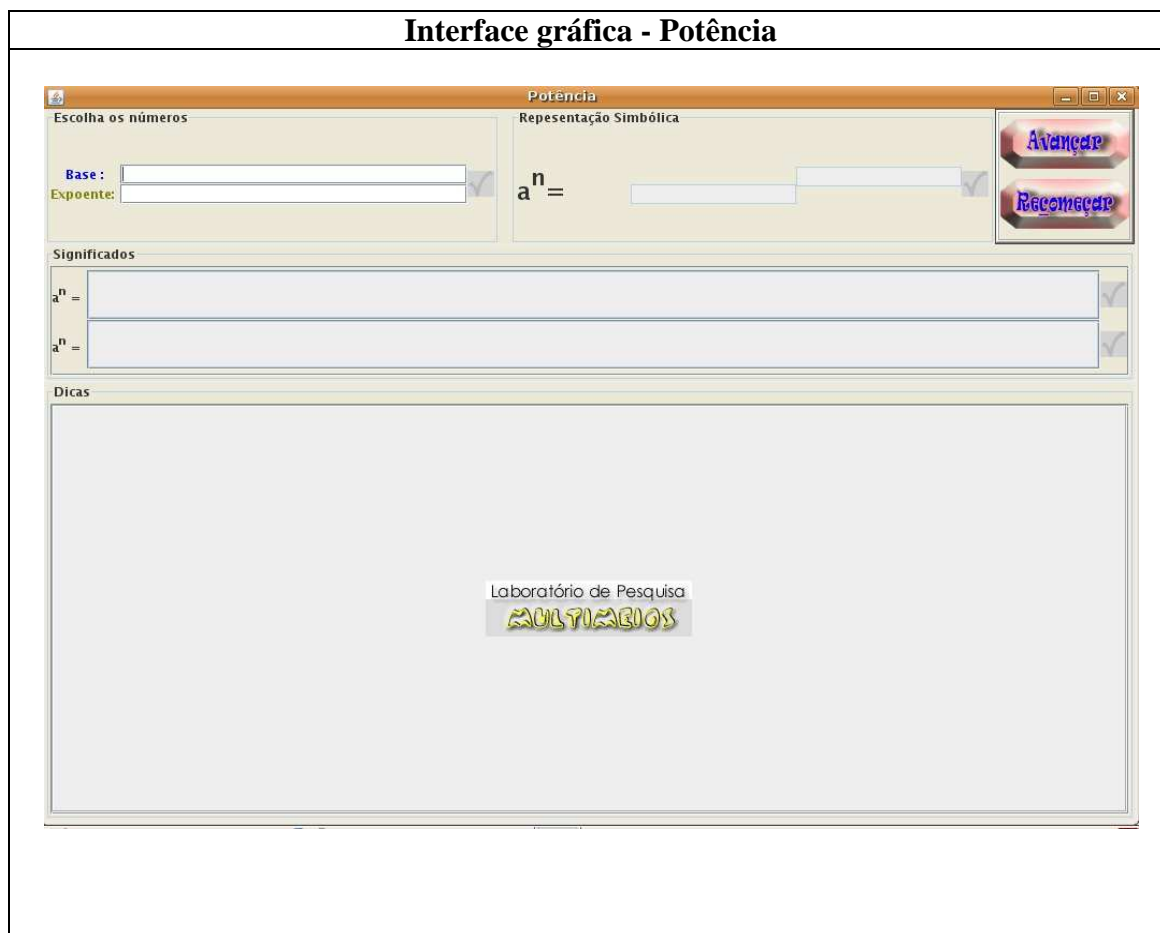 Interface gráfica - Potência
Potência
Escolha os números
Base :
Expoente:
Representação Simbólica
aⁿ=
Avançar
Recomeçar
Significados
aⁿ =
aⁿ =
Dicas
Laboratório de Pesquisa
MULTIMEIOS